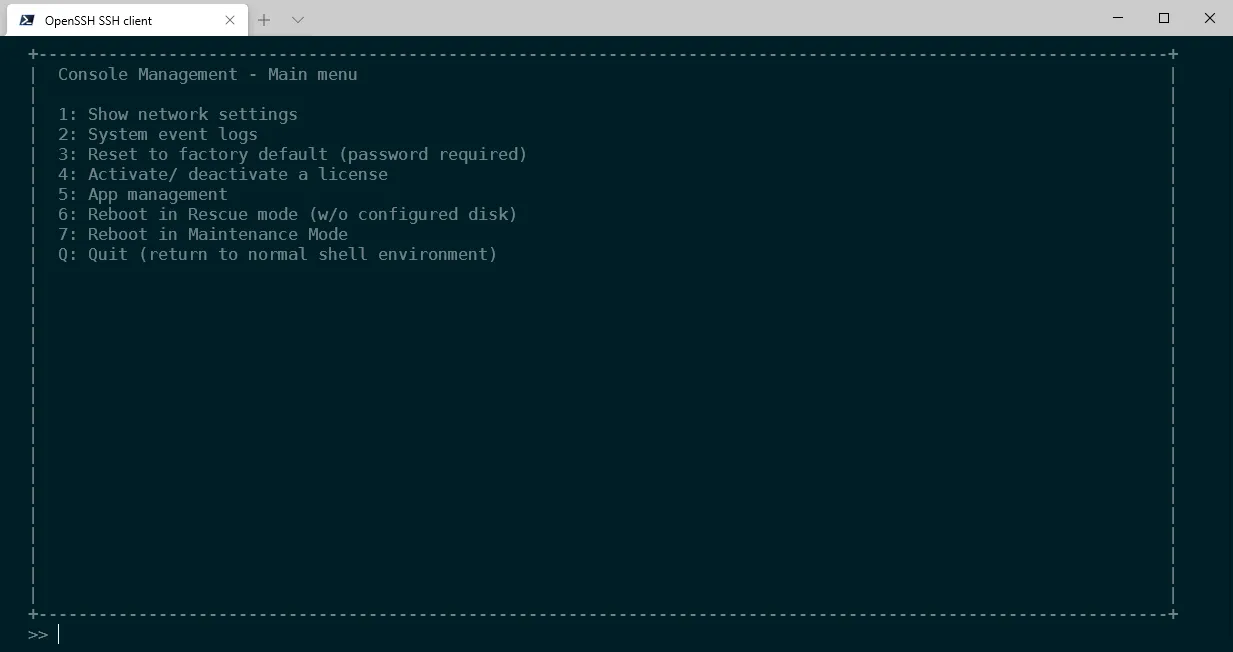 OpenSSH SSH client
Console Management - Main menu
1: Show network settings
2: System event logs
3: Reset to factory default (password required)
4: Activate/ deactivate a license
5: App management
6: Reboot in Rescue mode (w/o configured disk)
7: Reboot in Maintenance Mode
Q: Quit (return to normal shell environment)
>>